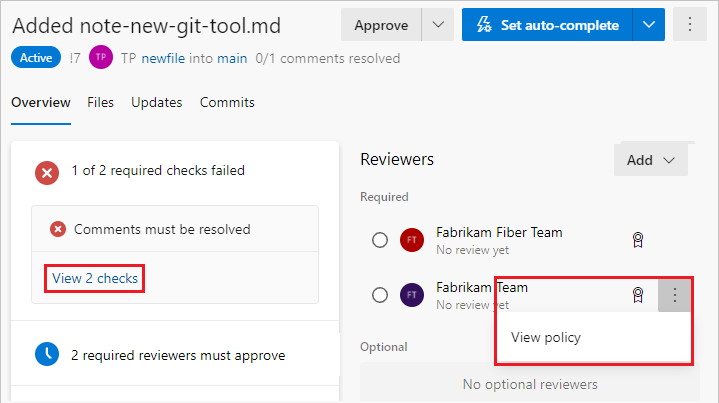 Added note-new-git-tool.md
Approve
Set auto-complete
Active !7 TP TP newfile into main 0/1 comments resolved
Overview Files Updates Commits
1 of 2 required checks failed
Comments must be resolved
View 2 checks
2 required reviewers must approve
Reviewers
Add
Required
FT Fabrikam Fiber Team
No review yet
FT Fabrikam Team
No review yet
View policy
Optional
No optional reviewers